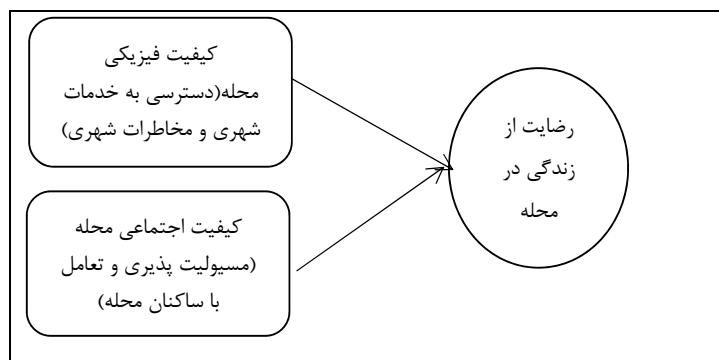 کیفیت فیزیکی
محله(دسترسی به خدمات
شهری و مخاطرات شهری)
رضایت از
زندگی در
محله
کیفیت اجتماعی محله
(مسیولیت پذیری و تعامل
با ساکنان محله)